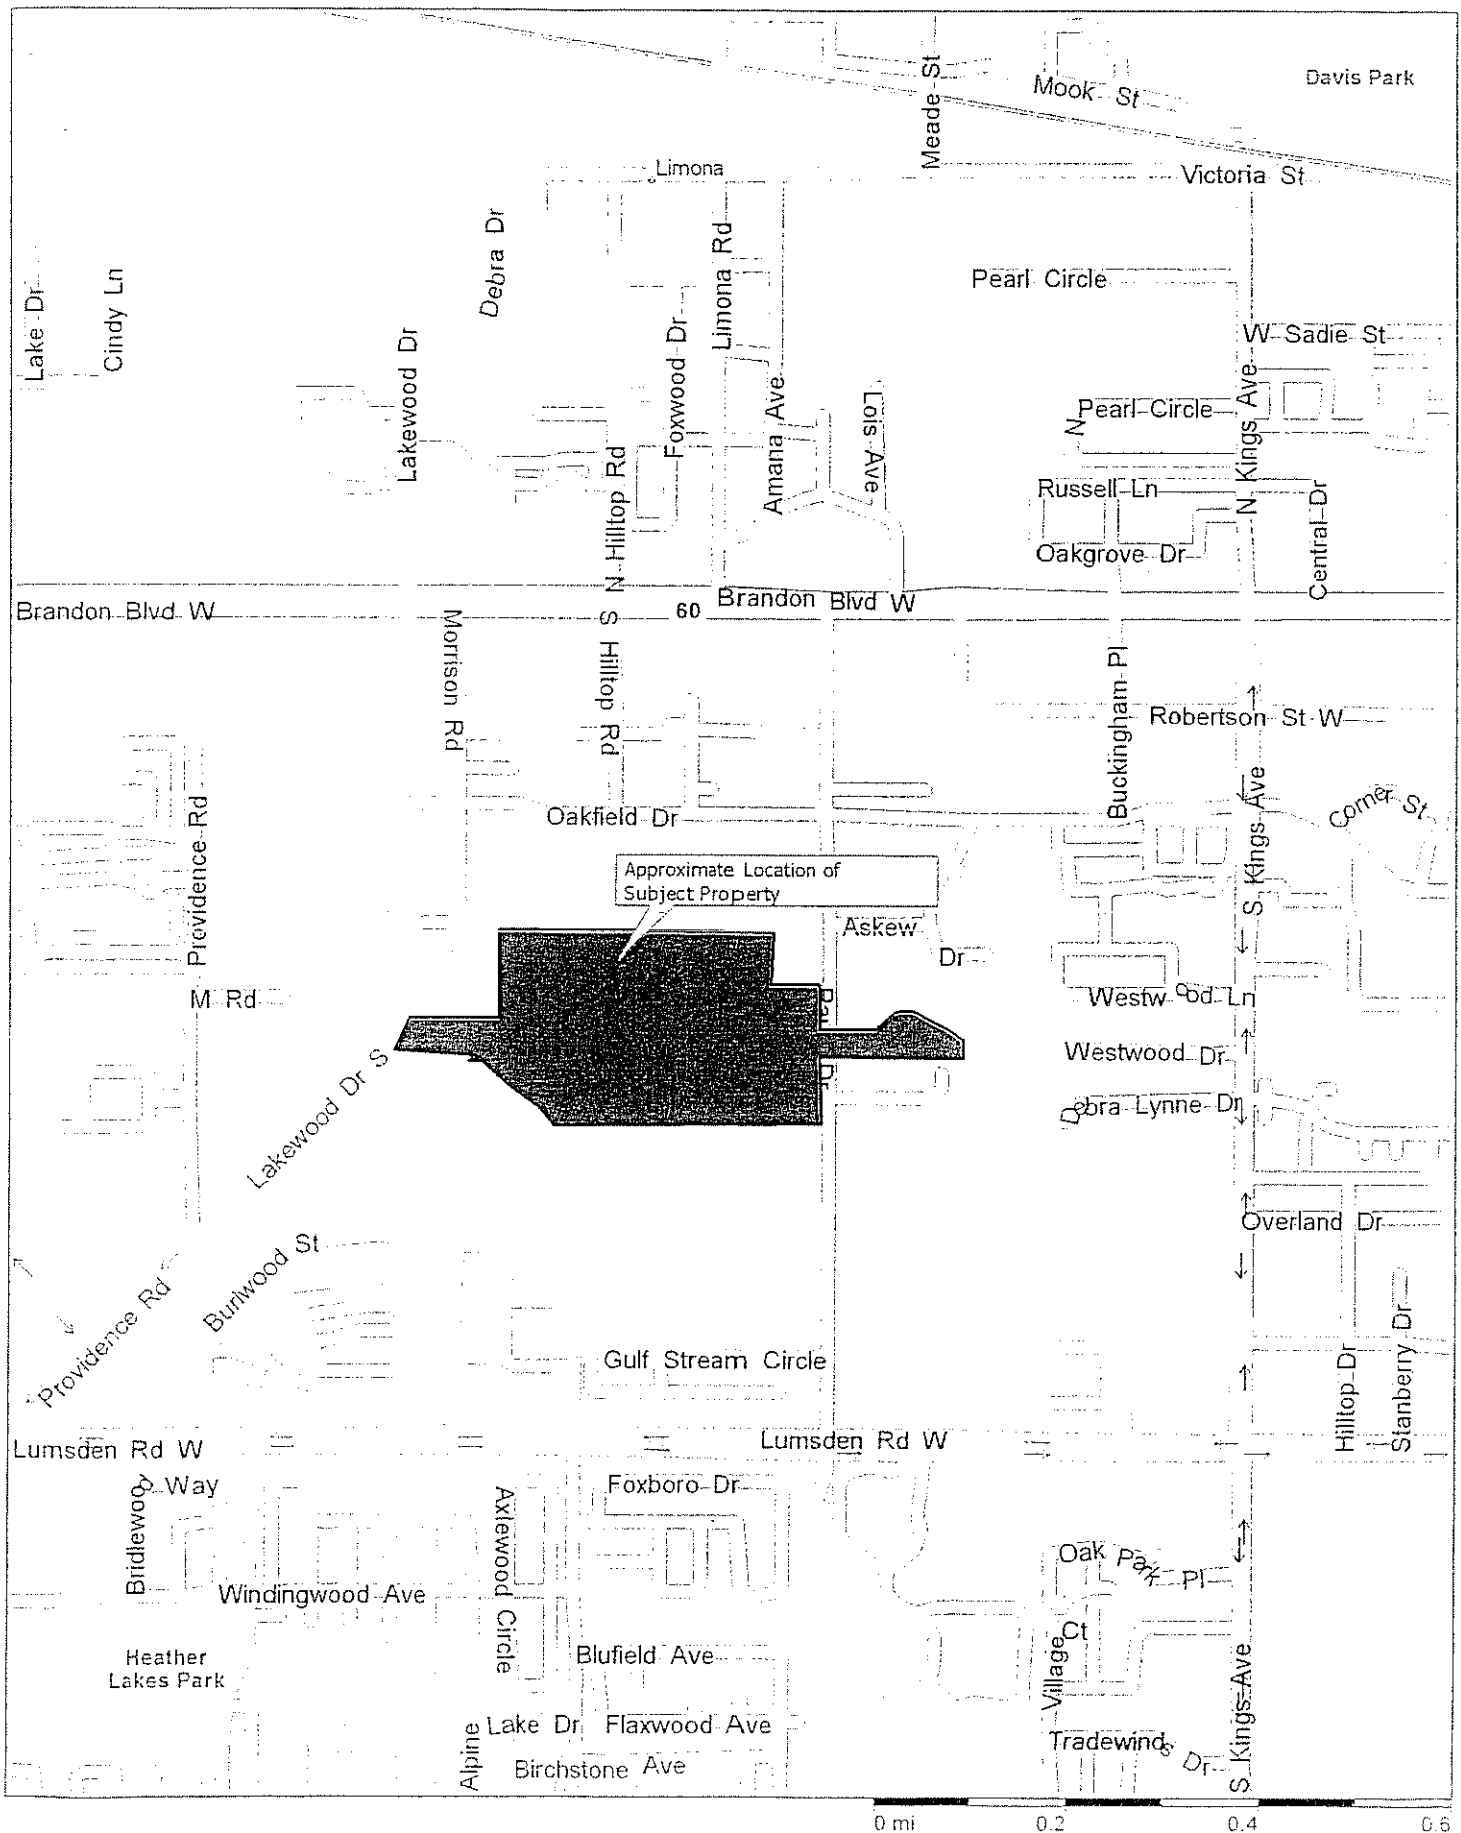 Davis Park
Meade St
Mook St
Limona
Victoria St
Debra Dr
Limona Rd
Pearl Circle
Lake Dr
Cindy Ln
Lakewood Dr
Foxwood Dr
W Sadie St
Amana Ave
Lois Ave
N Pearl Circle
N Kings Ave
N Hilltop Rd
Russell Ln
Central Dr
Oakgrove Dr
Brandon Blvd W
60
Brandon Blvd W
Morrison Rd
S Hilltop Rd
Buckingham Pl
Robertson St W
Providence Rd
Oakfield Dr
S Kings Ave
Corner St
Approximate Location of
Subject Property
Askew Dr
M Rd
Westwood Ln
Lakewood Dr S
Dr
Westwood Dr
Debra Lynne Dr
Overland Dr
Burlwood St
Providence Rd
Gulf Stream Circle
Hilltop Dr
Stanberry Dr
Lumsden Rd W
Lumsden Rd W
Bridlewood Way
Axlewood Circle
Foxboro Dr
Oak Park Pl
Windingwood Ave
Village Ct
Heather
Lakes Park
Blufield Ave
S Kings Ave
Alpine Lake Dr
Flaxwood Ave
Tradewinds Dr
Birchstone Ave
0 mi 0.2 0.4 0.6